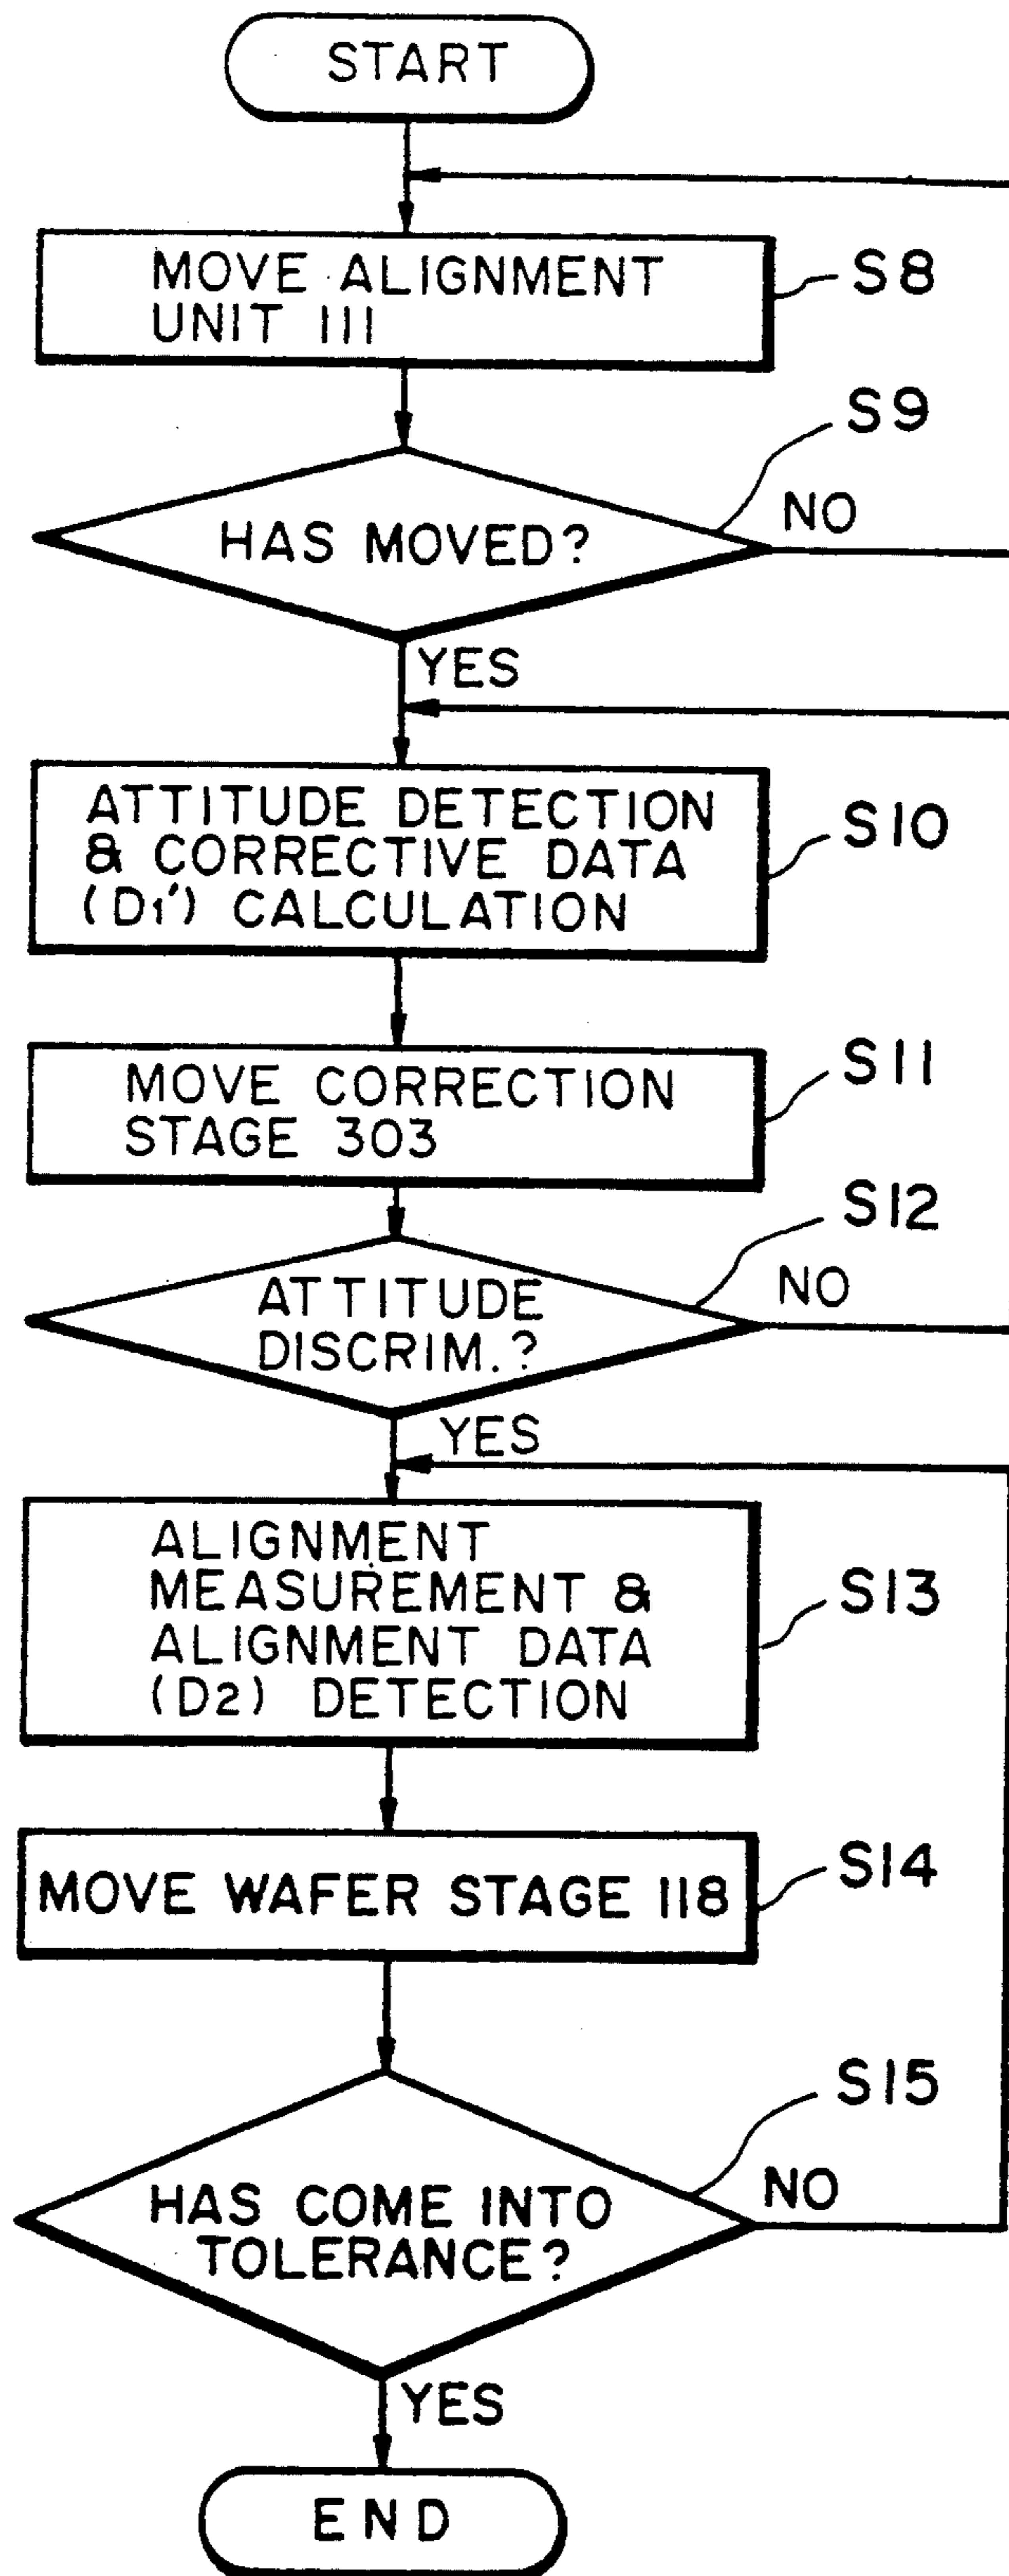 START
MOVE ALIGNMENT
UNIT 111
S8
S9
HAS MOVED?
NO
YES
ATTITUDE DETECTION
& CORRECTIVE DATA
(D1') CALCULATION
S10
MOVE CORRECTION
STAGE 303
S11
S12
ATTITUDE
DISCRIM.?
NO
YES
ALIGNMENT
MEASUREMENT &
ALIGNMENT DATA
(D2) DETECTION
S13
MOVE WAFER STAGE 118
S14
S15
HAS COME INTO
TOLERANCE?
NO
YES
END